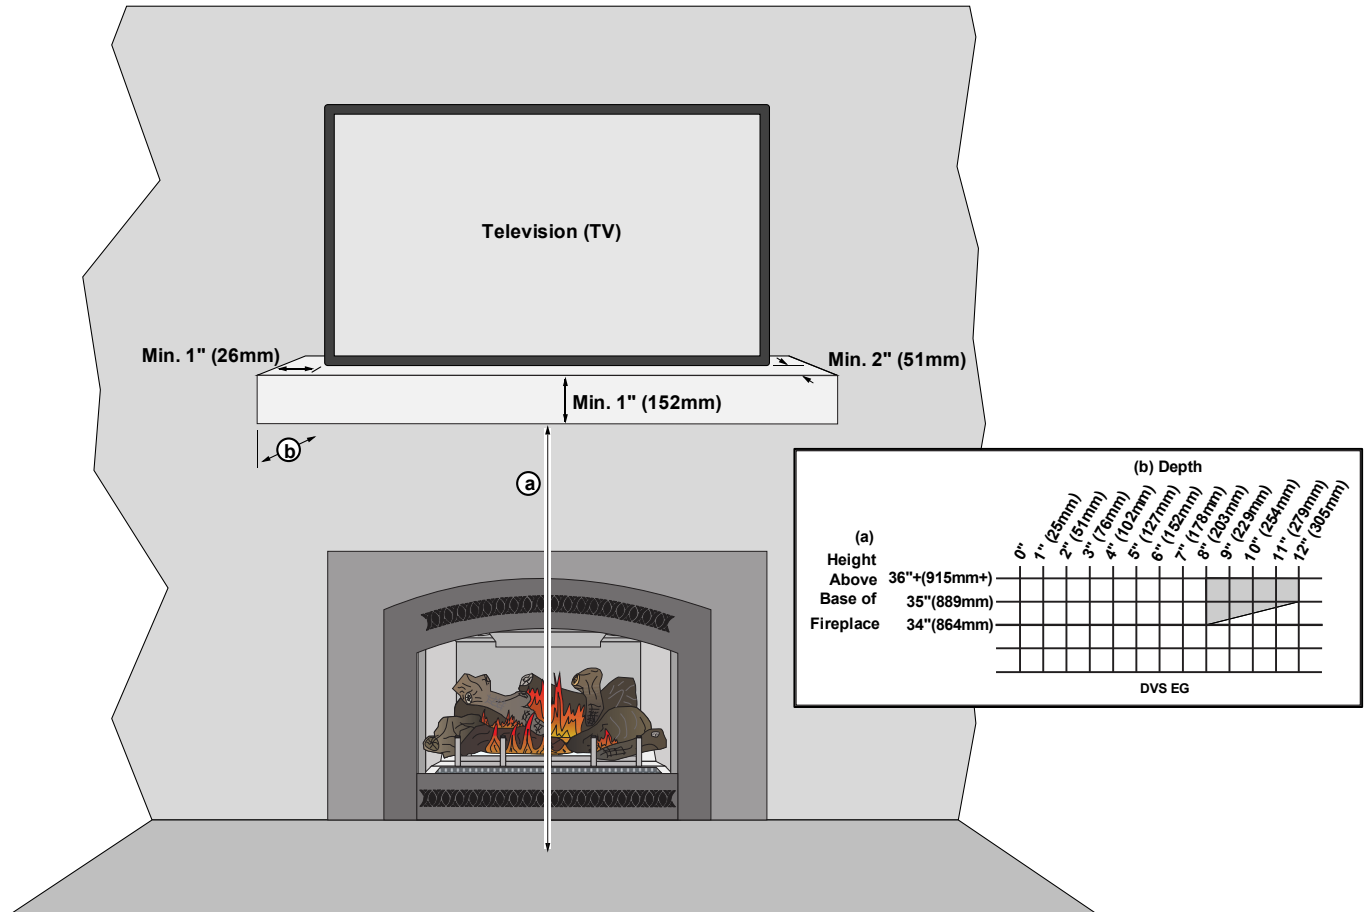 Television (TV)
Min. 1" (26mm)
Min. 2" (51mm)
Min. 1" (152mm)
b
a
(b) Depth
0"
1" (25mm)
2" (51mm)
3" (76mm)
4" (102mm)
5" (127mm)
6" (152mm)
7" (178mm)
8" (203mm)
9" (229mm)
10" (254mm)
11" (279mm)
12" (305mm)
(a)
Height
Above
Base of
Fireplace
36"+(915mm+)
35"(889mm)
34"(864mm)
DVS EG